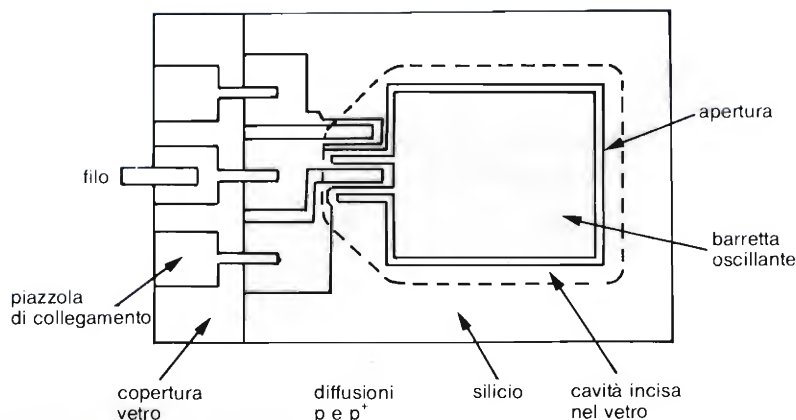 apertura
filo
barretta
oscillante
piazzola
di collegamento
copertura
vetro
diffusioni
p e p⁺
silicio
cavità incisa
nel vetro